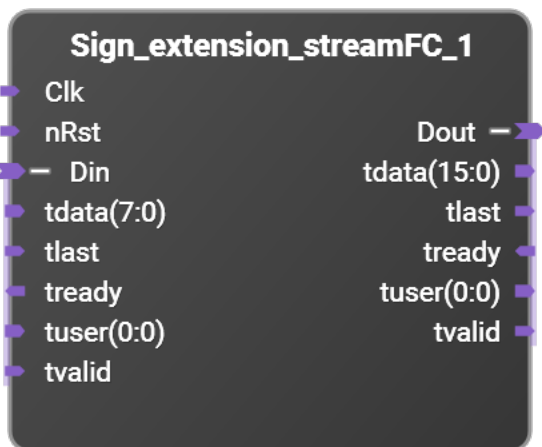 Sign_extension_streamFC_1
Clk
nRst
Din
tdata(7:0)
tlast
tready
tuser(0:0)
tvalid
Dout
tdata(15:0)
tlast
tready
tuser(0:0)
tvalid